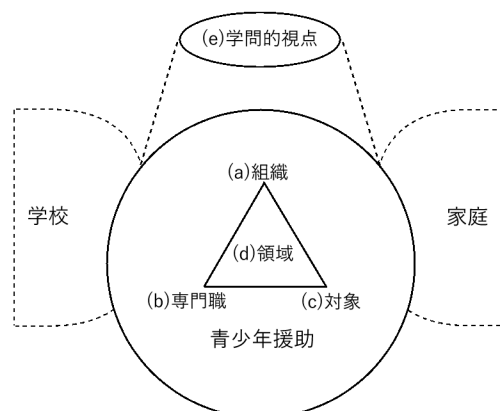 (e)学問的視点
学校
家庭
(a)組織
(d)領域
(b)専門職
(c)対象
青少年援助